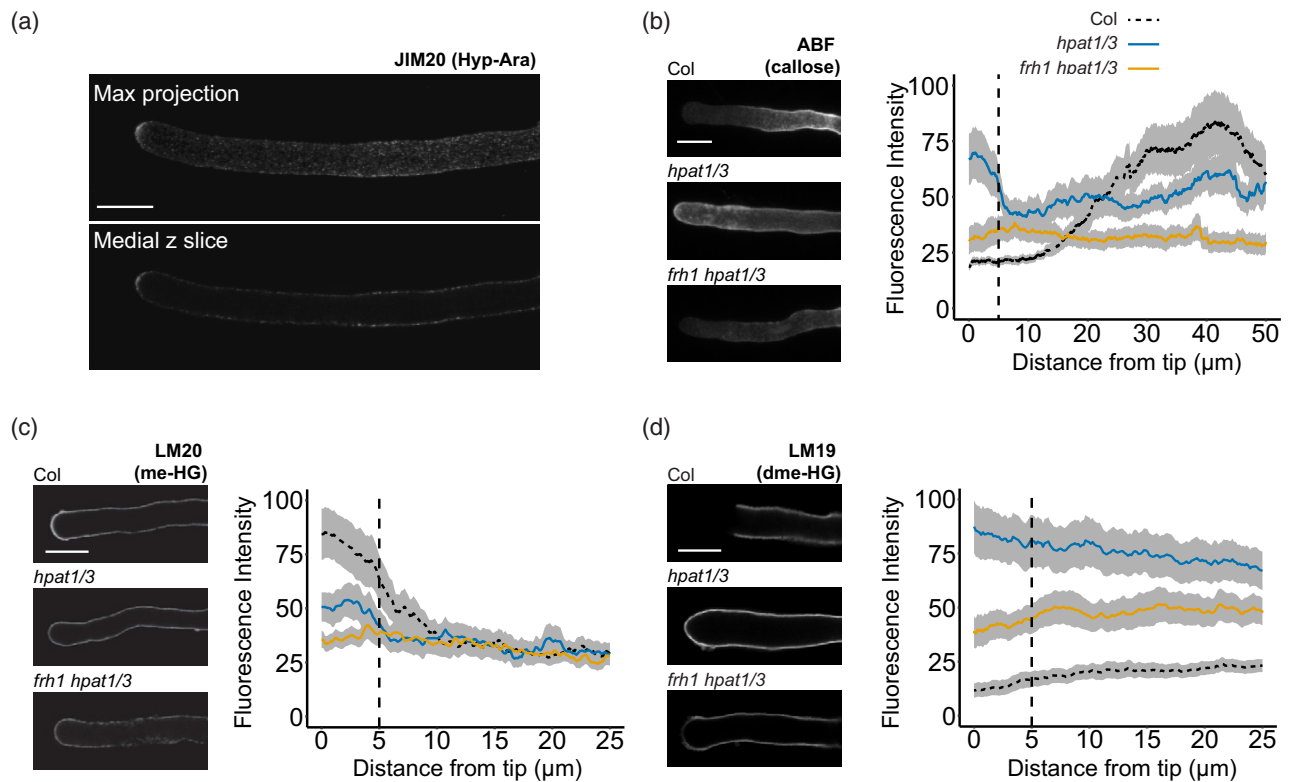 (a)
JIM20 (Hyp-Ara)
Max projection
Medial z slice
(b)
ABF
(callose)
Col
hpat1/3
frh1 hpat1/3
Col
hpat1/3
frh1 hpat1/3
Fluorescence Intensity
100
75
50
25
0
0 10 20 30 40 50
Distance from tip (µm)
(c)
LM20
(me-HG)
Col
hpat1/3
frh1 hpat1/3
Fluorescence Intensity
100
75
50
25
0
0 5 10 15 20 25
Distance from tip (µm)
(d)
LM19
(dme-HG)
Col
hpat1/3
frh1 hpat1/3
Fluorescence Intensity
100
75
50
25
0
0 5 10 15 20 25
Distance from tip (µm)